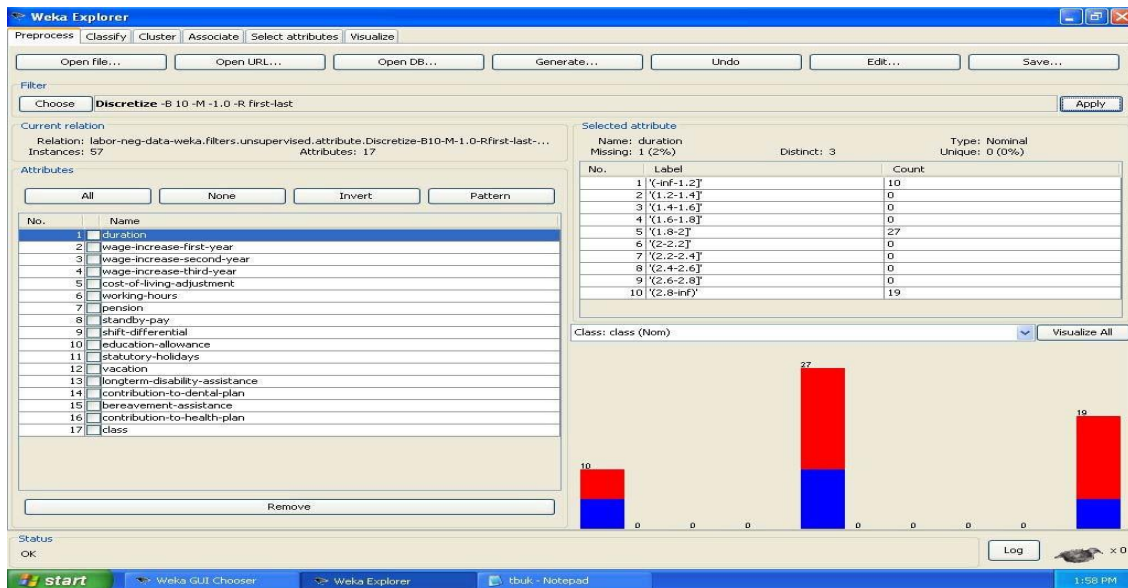 Weka Explorer
Preprocess Classify Cluster Associate Select attributes Visualize
Open file... Open URL... Open DB... Generate... Undo Edit... Save...
Filter
Choose Discretize -B 10 -M -1.0 -R first-last Apply
Current relation
Relation: labor-neg-data-weka.filters.unsupervised.attribute.Discretize-B10-M-1.0-Rfirst-last-...
Instances: 57 Attributes: 17
Attributes
All None Invert Pattern
No. Name
1 duration
2 wage-increase-first-year
3 wage-increase-second-year
4 wage-increase-third-year
5 cost-of-living-adjustment
6 working-hours
7 pension
8 standby-pay
9 shift-differential
10 education-allowance
11 statutory-holidays
12 vacation
13 longterm-disability-assistance
14 contribution-to-dental-plan
15 bereavement-assistance
16 contribution-to-health-plan
17 class
Remove
Selected attribute
Name: duration Type: Nominal
Missing: 1 (2%) Distinct: 3 Unique: 0 (0%)
No. Label Count
1 '(-inf-1.2]' 10
2 '(1.2-1.4]' 0
3 '(1.4-1.6]' 0
4 '(1.6-1.8]' 0
5 '(1.8-2]' 27
6 '(2-2.2]' 0
7 '(2.2-2.4]' 0
8 '(2.4-2.6]' 0
9 '(2.6-2.8]' 0
10 '(2.8-inf)' 19
Class: class (Nom) Visualize All
27
19
10
0 0 0 0 0 0 0
Status
OK Log x 0
start Weka GUI Chooser Weka Explorer tbuk - Notepad 1:58 PM